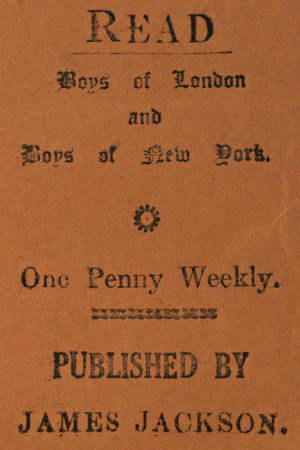 READ
Boys of London
and
Boys of New York.
One Penny Weekly.
PUBLISHED BY
JAMES JACKSON.